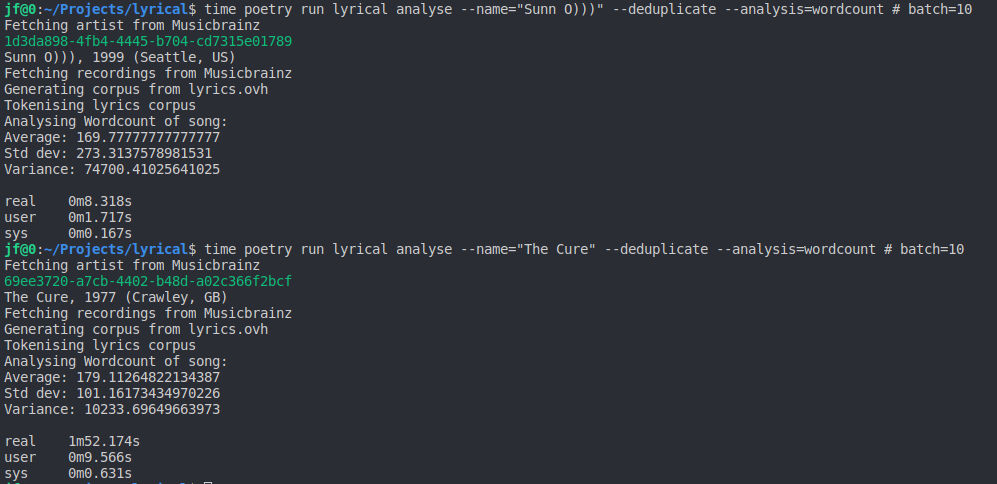 jf@0:~/Projects/lyrical$ time poetry run lyrical analyse --name="Sunn O)))" --deduplicate --analysis=wordcount # batch=10
Fetching artist from Musicbrainz
1d3da898-4fb4-4445-b704-cd7315e01789
Sunn O))), 1999 (Seattle, US)
Fetching recordings from Musicbrainz
Generating corpus from lyrics.ovh
Tokenising lyrics corpus
Analysing Wordcount of song:
Average: 169.77777777777777
Std dev: 273.3137578981531
Variance: 74700.41025641025

real    0m8.318s
user    0m1.717s
sys     0m0.167s
jf@0:~/Projects/lyrical$ time poetry run lyrical analyse --name="The Cure" --deduplicate --analysis=wordcount # batch=10
Fetching artist from Musicbrainz
69ee3720-a7cb-4402-b48d-a02c366f2bcf
The Cure, 1977 (Crawley, GB)
Fetching recordings from Musicbrainz
Generating corpus from lyrics.ovh
Tokenising lyrics corpus
Analysing Wordcount of song:
Average: 179.11264822134387
Std dev: 101.16173434970226
Variance: 10233.69649663973

real    1m52.174s
user    0m9.566s
sys     0m0.631s